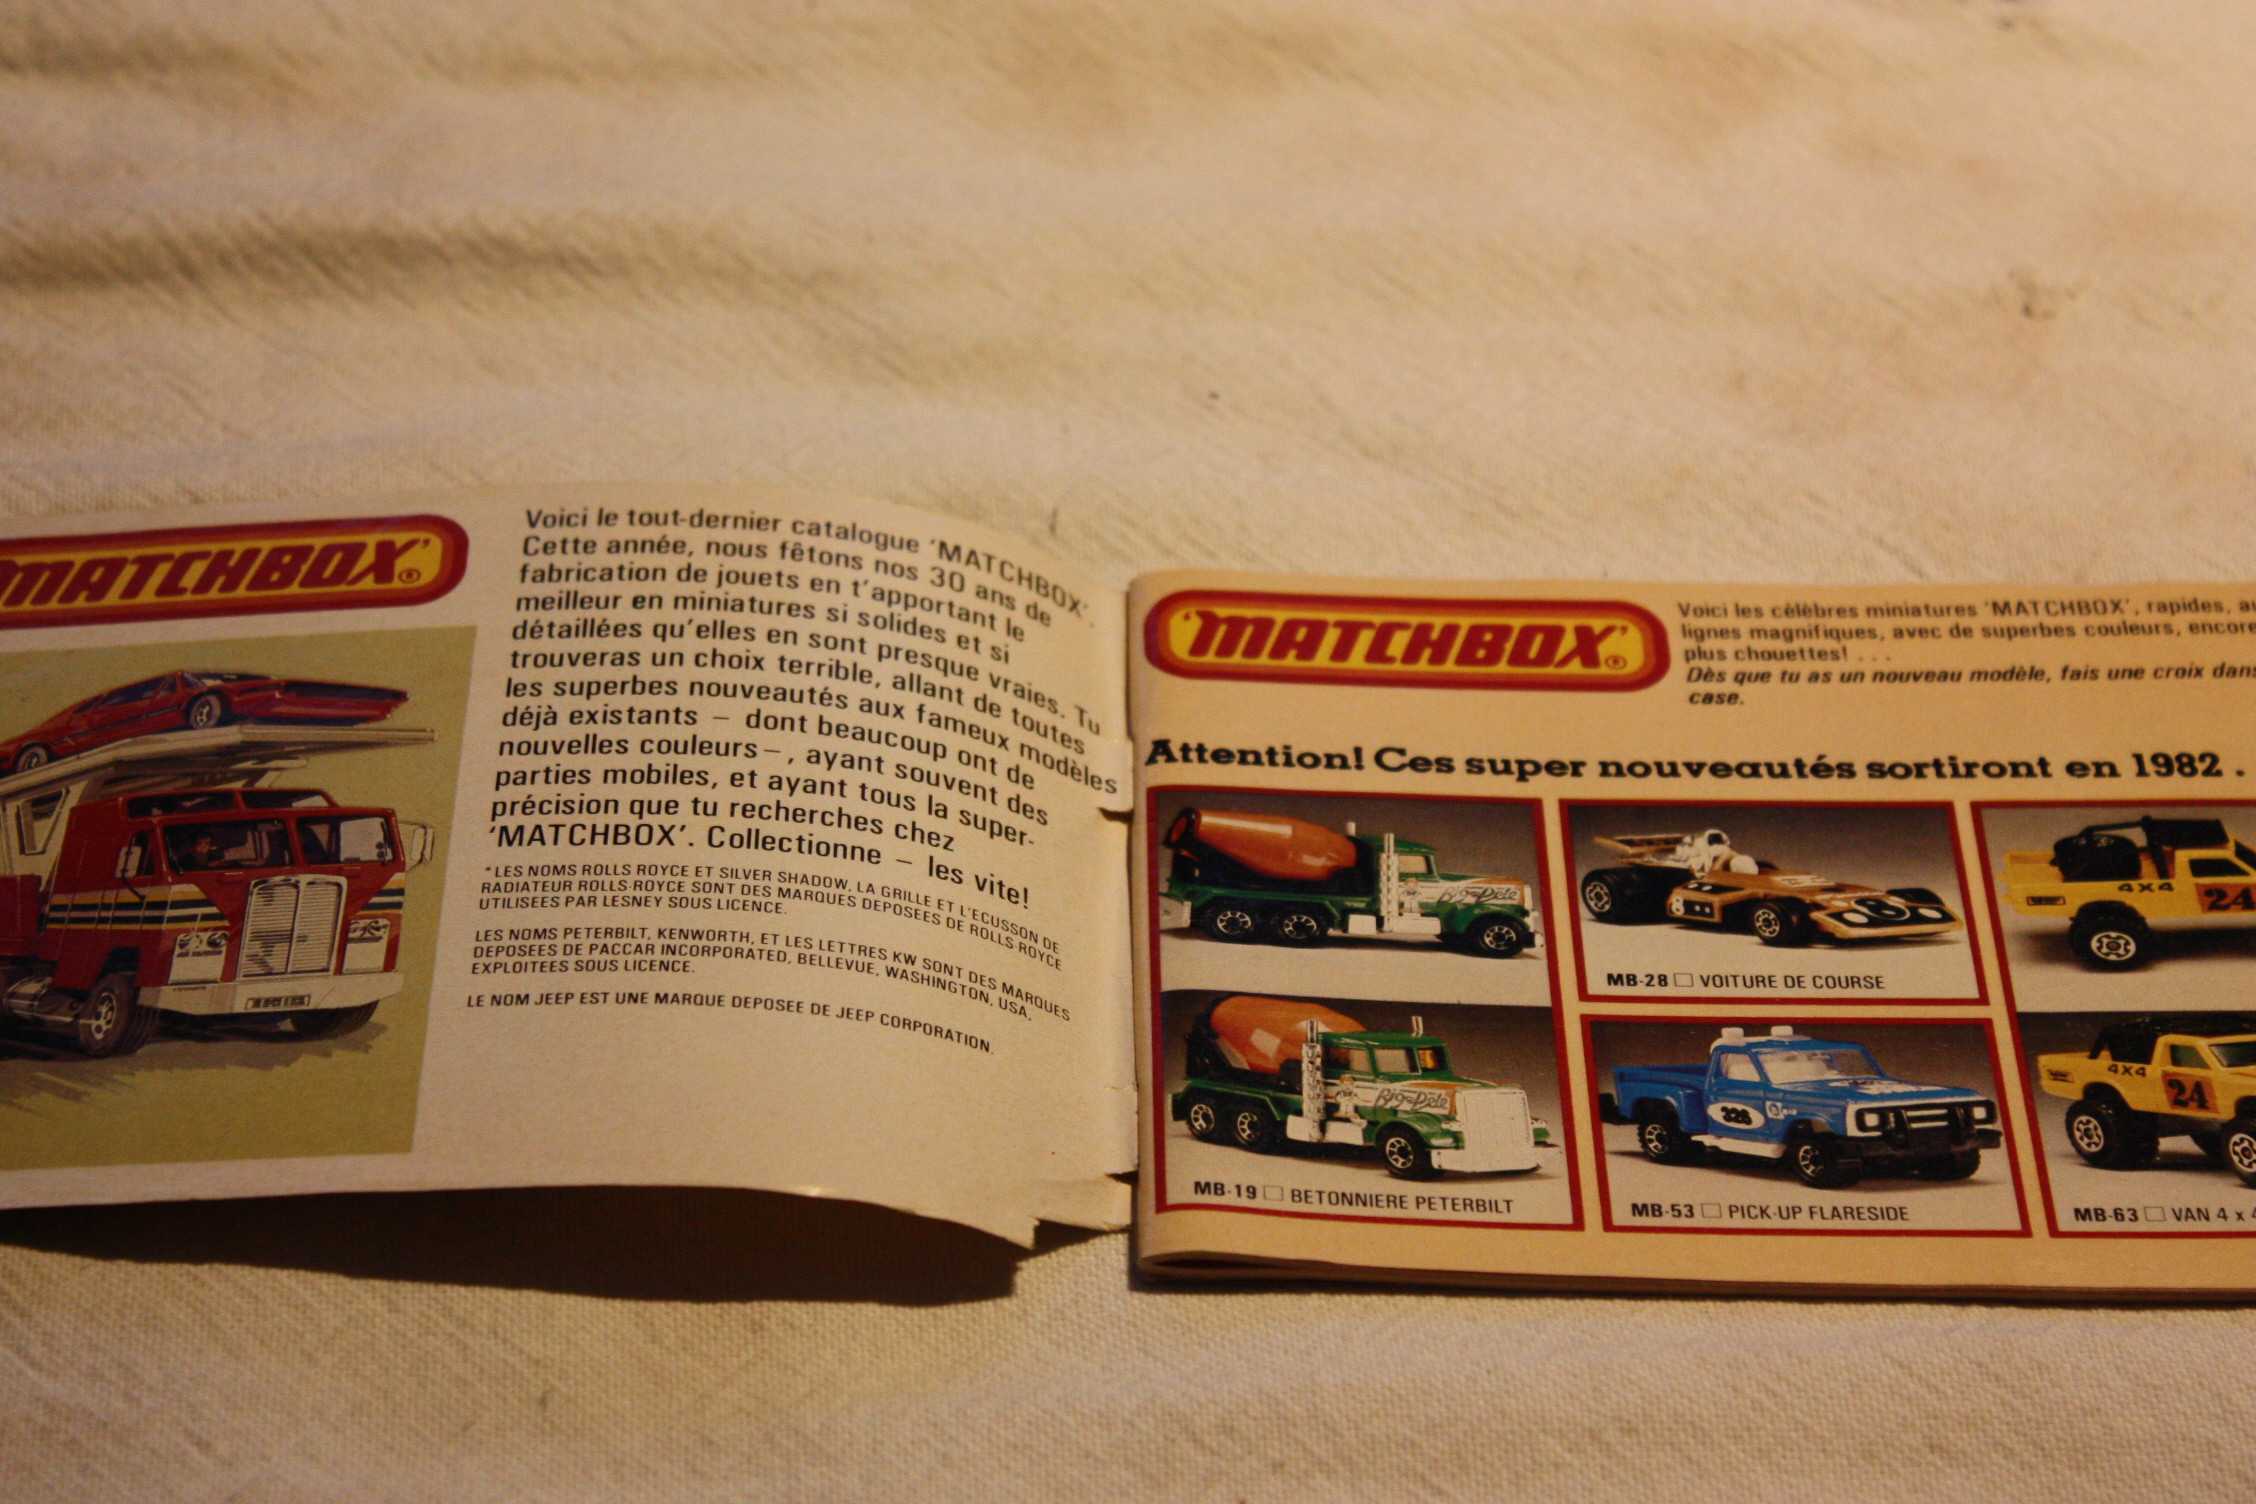 MATCHBOX'®
Voici le tout-dernier catalogue 'MATCHBOX'.
Cette année, nous fêtons nos 30 ans de
fabrication de jouets en t'apportant le
meilleur en miniatures si solides et si
détaillées qu'elles en sont presque vraies. Tu
trouveras un choix terrible, allant de toutes
les superbes nouveautés aux fameux modèles
déjà existants – dont beaucoup ont de
nouvelles couleurs –, ayant souvent des
parties mobiles, et ayant tous la super-
précision que tu recherches chez
'MATCHBOX'. Collectionne – les vite!
*LES NOMS ROLLS ROYCE ET SILVER SHADOW, LA GRILLE ET L'ECUSSON DE
RADIATEUR ROLLS-ROYCE SONT DES MARQUES DEPOSEES DE ROLLS ROYCE
UTILISEES PAR LESNEY SOUS LICENCE.
LES NOMS PETERBILT, KENWORTH, ET LES LETTRES KW SONT DES MARQUES
DEPOSEES DE PACCAR INCORPORATED, BELLEVUE, WASHINGTON, USA,
EXPLOITEES SOUS LICENCE.
LE NOM JEEP EST UNE MARQUE DEPOSEE DE JEEP CORPORATION.
'MATCHBOX'®
Voici les célèbres miniatures 'MATCHBOX', rapides, au
lignes magnifiques, avec de superbes couleurs, encore
plus chouettes! . . .
Dès que tu as un nouveau modèle, fais une croix dans
case.
Attention! Ces super nouveautés sortiront en 1982 .
Big Pete
8
8
4X4
24
MB-28 □ VOITURE DE COURSE
Big Pete
326
4X4
24
MB-19 □ BETONNIERE PETERBILT
MB-53 □ PICK-UP FLARESIDE
MB-63 □ VAN 4 x 4